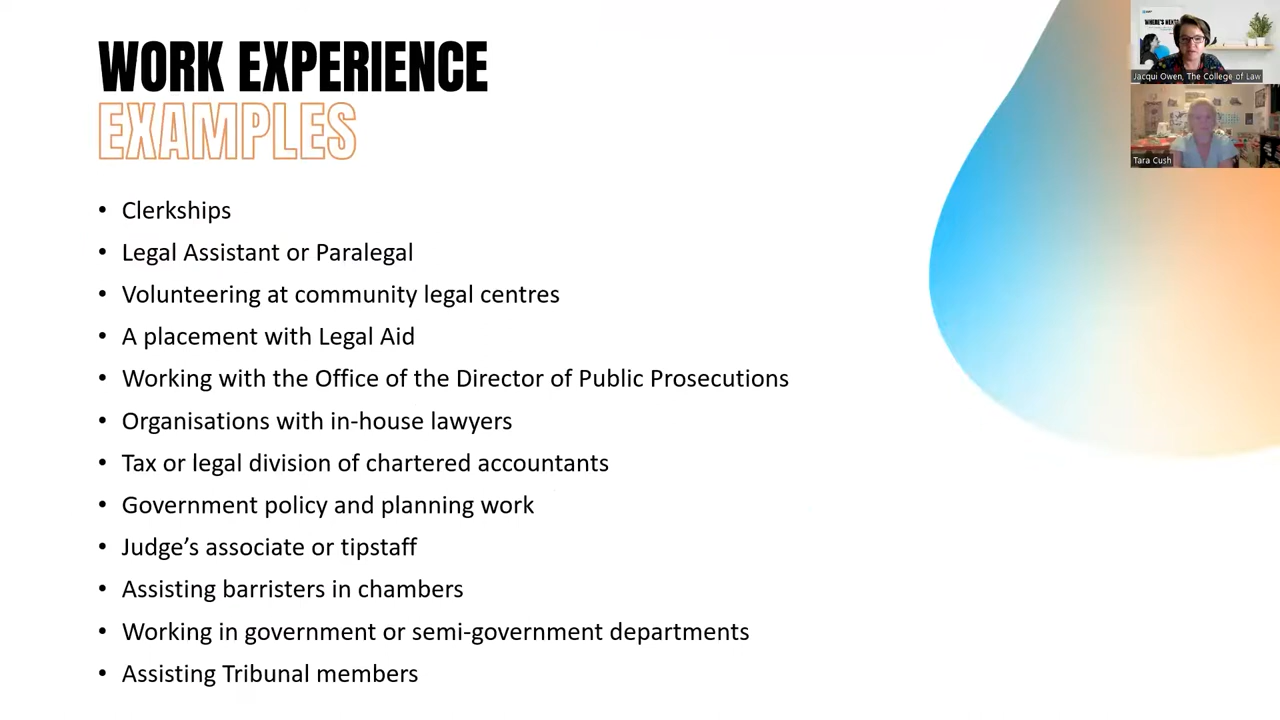 WORK EXPERIENCE
EXAMPLES
• Clerkships
• Legal Assistant or Paralegal
• Volunteering at community legal centres
• A placement with Legal Aid
• Working with the Office of the Director of Public Prosecutions
• Organisations with in-house lawyers
• Tax or legal division of chartered accountants
• Government policy and planning work
• Judge’s associate or tipstaff
• Assisting barristers in chambers
• Working in government or semi-government departments
• Assisting Tribunal members
WHERE'S NEXT
Jacqui Owen, The College of Law
Tara Cush